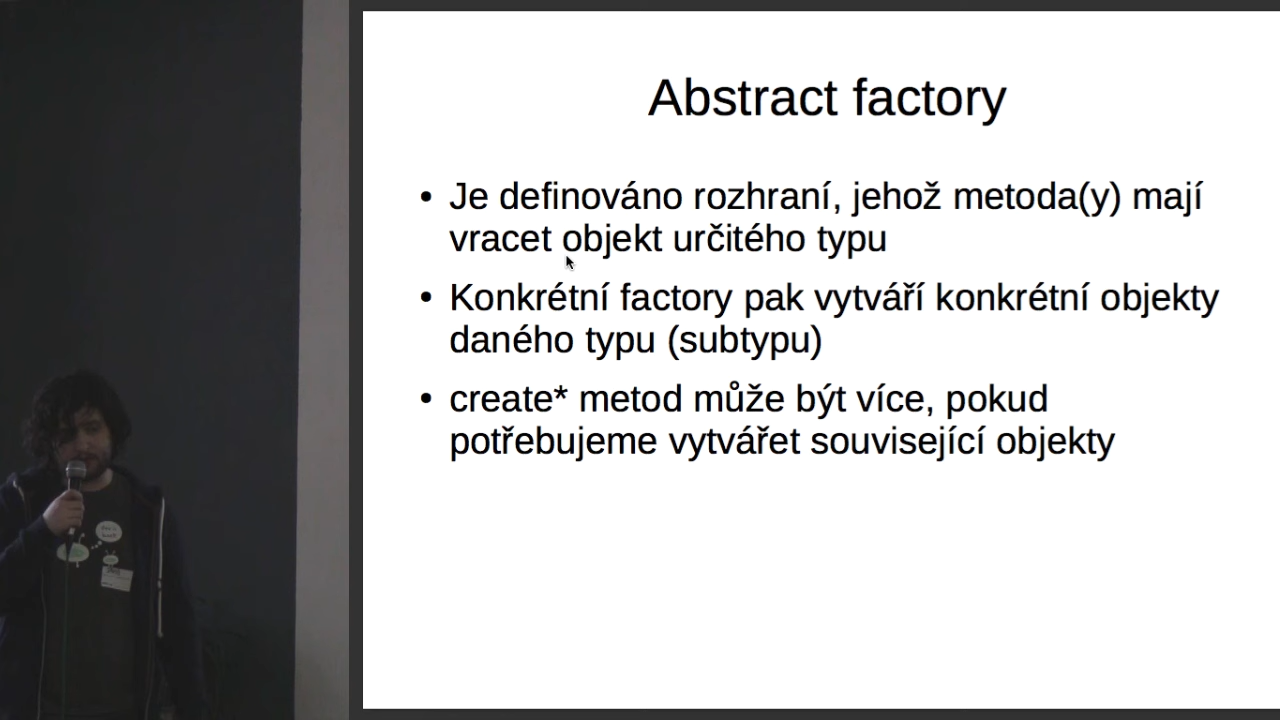 Abstract factory
• Je definováno rozhraní, jehož metoda(y) mají
vracet objekt určitého typu
• Konkrétní factory pak vytváří konkrétní objekty
daného typu (subtypu)
• create* metod může být více, pokud
potřebujeme vytvářet související objekty